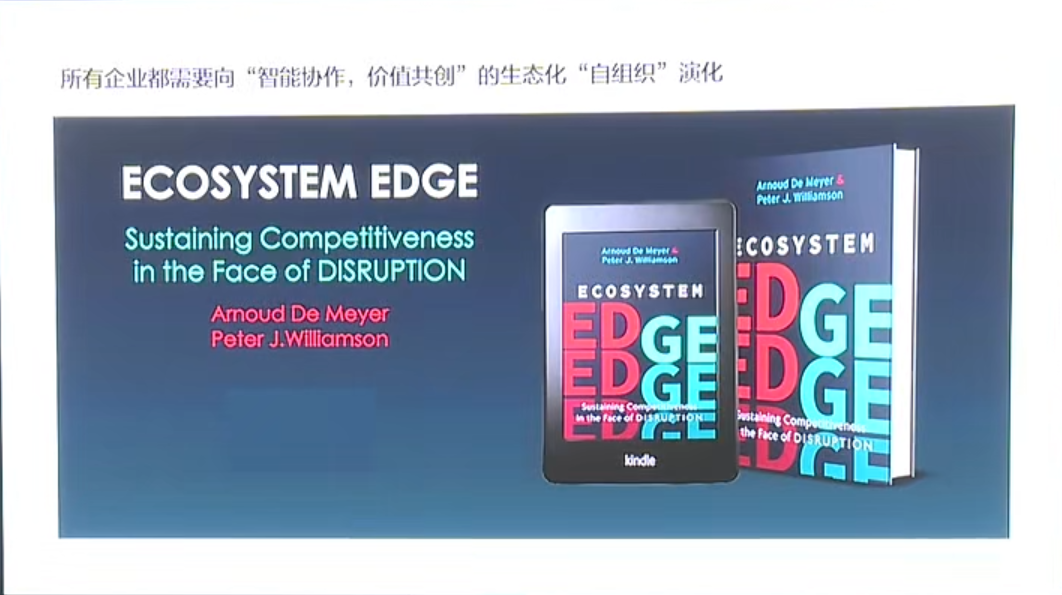 所有企业都需要向“智能协作，价值共创”的生态化“自组织”演化
ECOSYSTEM EDGE
Sustaining Competitiveness
in the Face of DISRUPTION
Arnoud De Meyer
Peter J.Williamson
Arnoud De Meyer &
Peter J. Williamson
ECOSYSTEM
EDGE
EDGE
EDGE
Sustaining Competitiveness
in the Face of DISRUPTION
kindle
Arnoud De Meyer &
Peter J. Williamson
ECOSYSTEM
EDGE
EDGE
EDGE
Sustaining Competitiveness
the Face of DISRUPTION